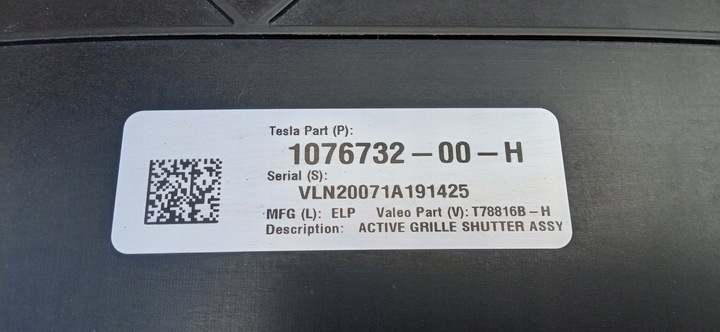 Tesla Part (P):
1076732-00-H
Serial (S):
VLN20071A191425
MFG (L): ELP Valeo Part (V): T78816B-H
Description: ACTIVE GRILLE SHUTTER ASSY